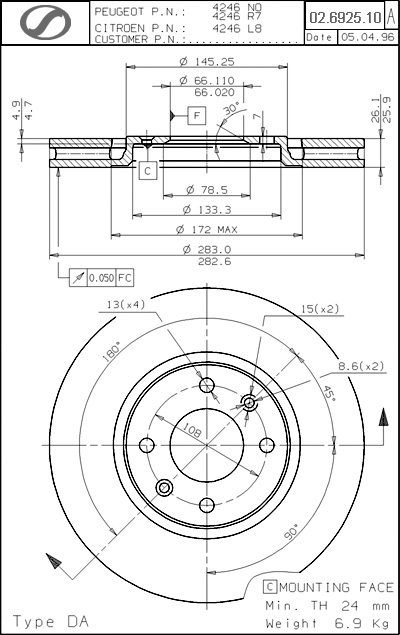 PEUGEOT P.N.: 4246 N0
4246 R7
CITROEN P.N.: 4246 L8
CUSTOMER P.N.:
02.6925.10 A
Date 05.04.96
Ø 145.25
Ø 66.110
66.020
4.9
4.7
F
30°
7
26.1
25.9
C
Ø 78.5
Ø 133.3
Ø 172 MAX
Ø 283.0
282.6
0.050 FC
13(x4)
15(x2)
180°
8.6(x2)
45°
108
90°
C MOUNTING FACE
Min. TH 24 mm
Type DA
Weight 6.9 Kg